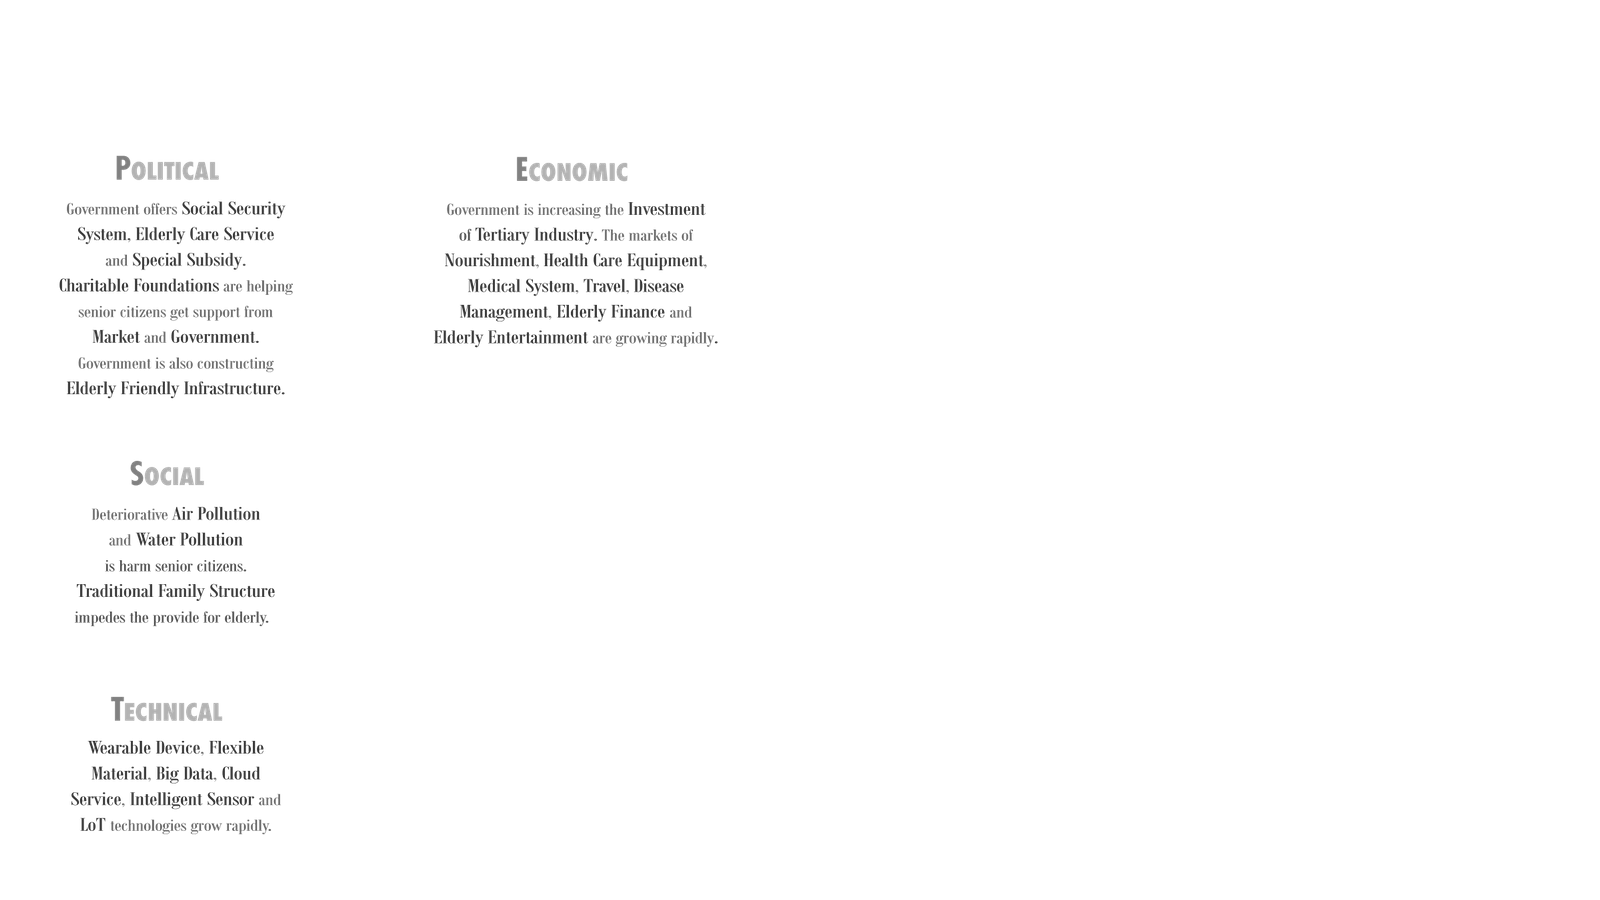 POLITICAL
Government offers Social Security
System, Elderly Care Service
and Special Subsidy.
Charitable Foundations are helping
senior citizens get support from
Market and Government.
Government is also constructing
Elderly Friendly Infrastructure.
ECONOMIC
Government is increasing the Investment
of Tertiary Industry. The markets of
Nourishment, Health Care Equipment,
Medical System, Travel, Disease
Management, Elderly Finance and
Elderly Entertainment are growing rapidly.
SOCIAL
Deteriorative Air Pollution
and Water Pollution
is harm senior citizens.
Traditional Family Structure
impedes the provide for elderly.
TECHNICAL
Wearable Device, Flexible
Material, Big Data, Cloud
Service, Intelligent Sensor and
LoT technologies grow rapidly.